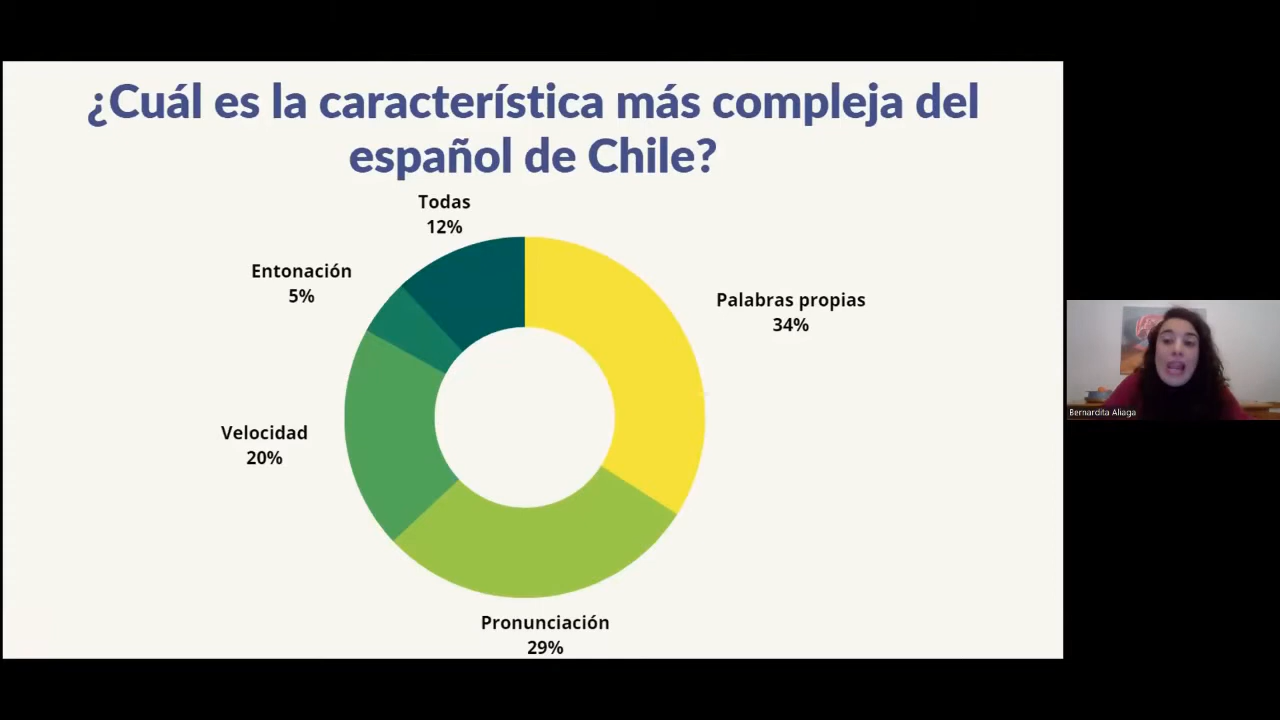 ¿Cuál es la característica más compleja del
español de Chile?
Todas
12%
Entonación
5%
Palabras propias
34%
Velocidad
20%
Pronunciación
29%
Bernardita Aliaga